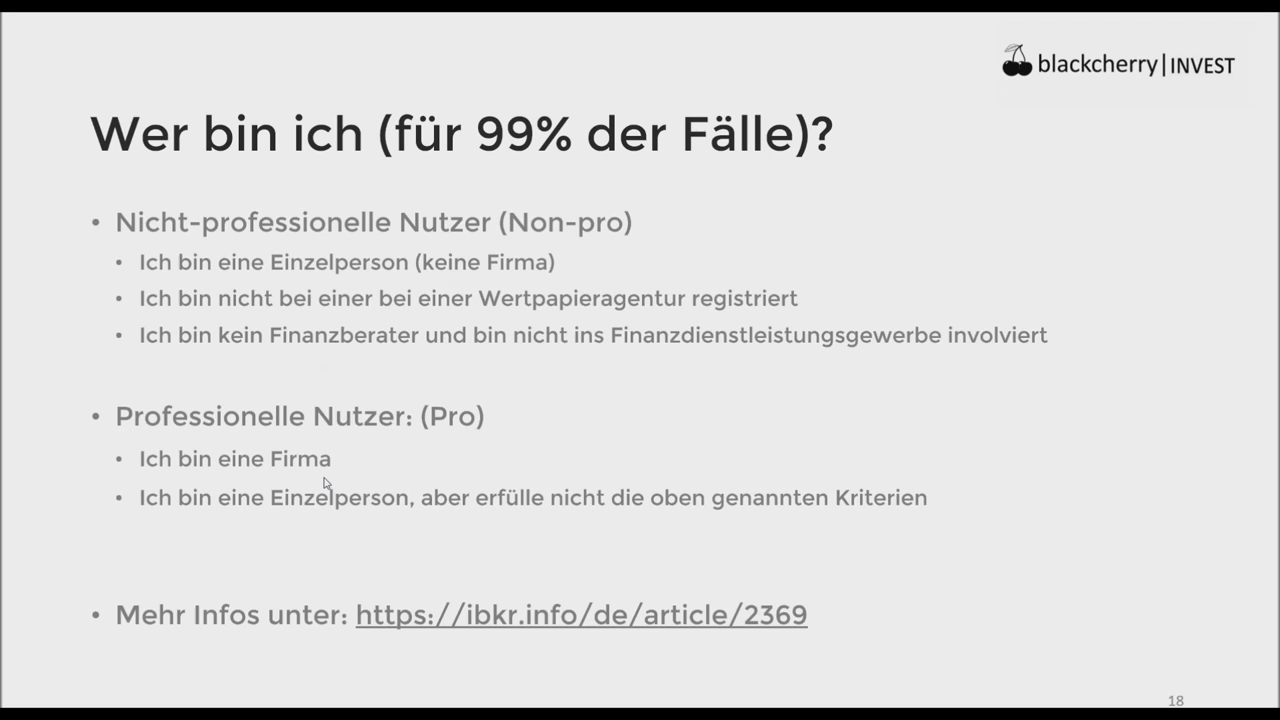 blackcherry|INVEST
Wer bin ich (für 99% der Fälle)?
• Nicht-professionelle Nutzer (Non-pro)
• Ich bin eine Einzelperson (keine Firma)
• Ich bin nicht bei einer bei einer Wertpapieragentur registriert
• Ich bin kein Finanzberater und bin nicht ins Finanzdienstleistungsgewerbe involviert
• Professionelle Nutzer: (Pro)
• Ich bin eine Firma
• Ich bin eine Einzelperson, aber erfülle nicht die oben genannten Kriterien
• Mehr Infos unter: https://ibkr.info/de/article/2369
18